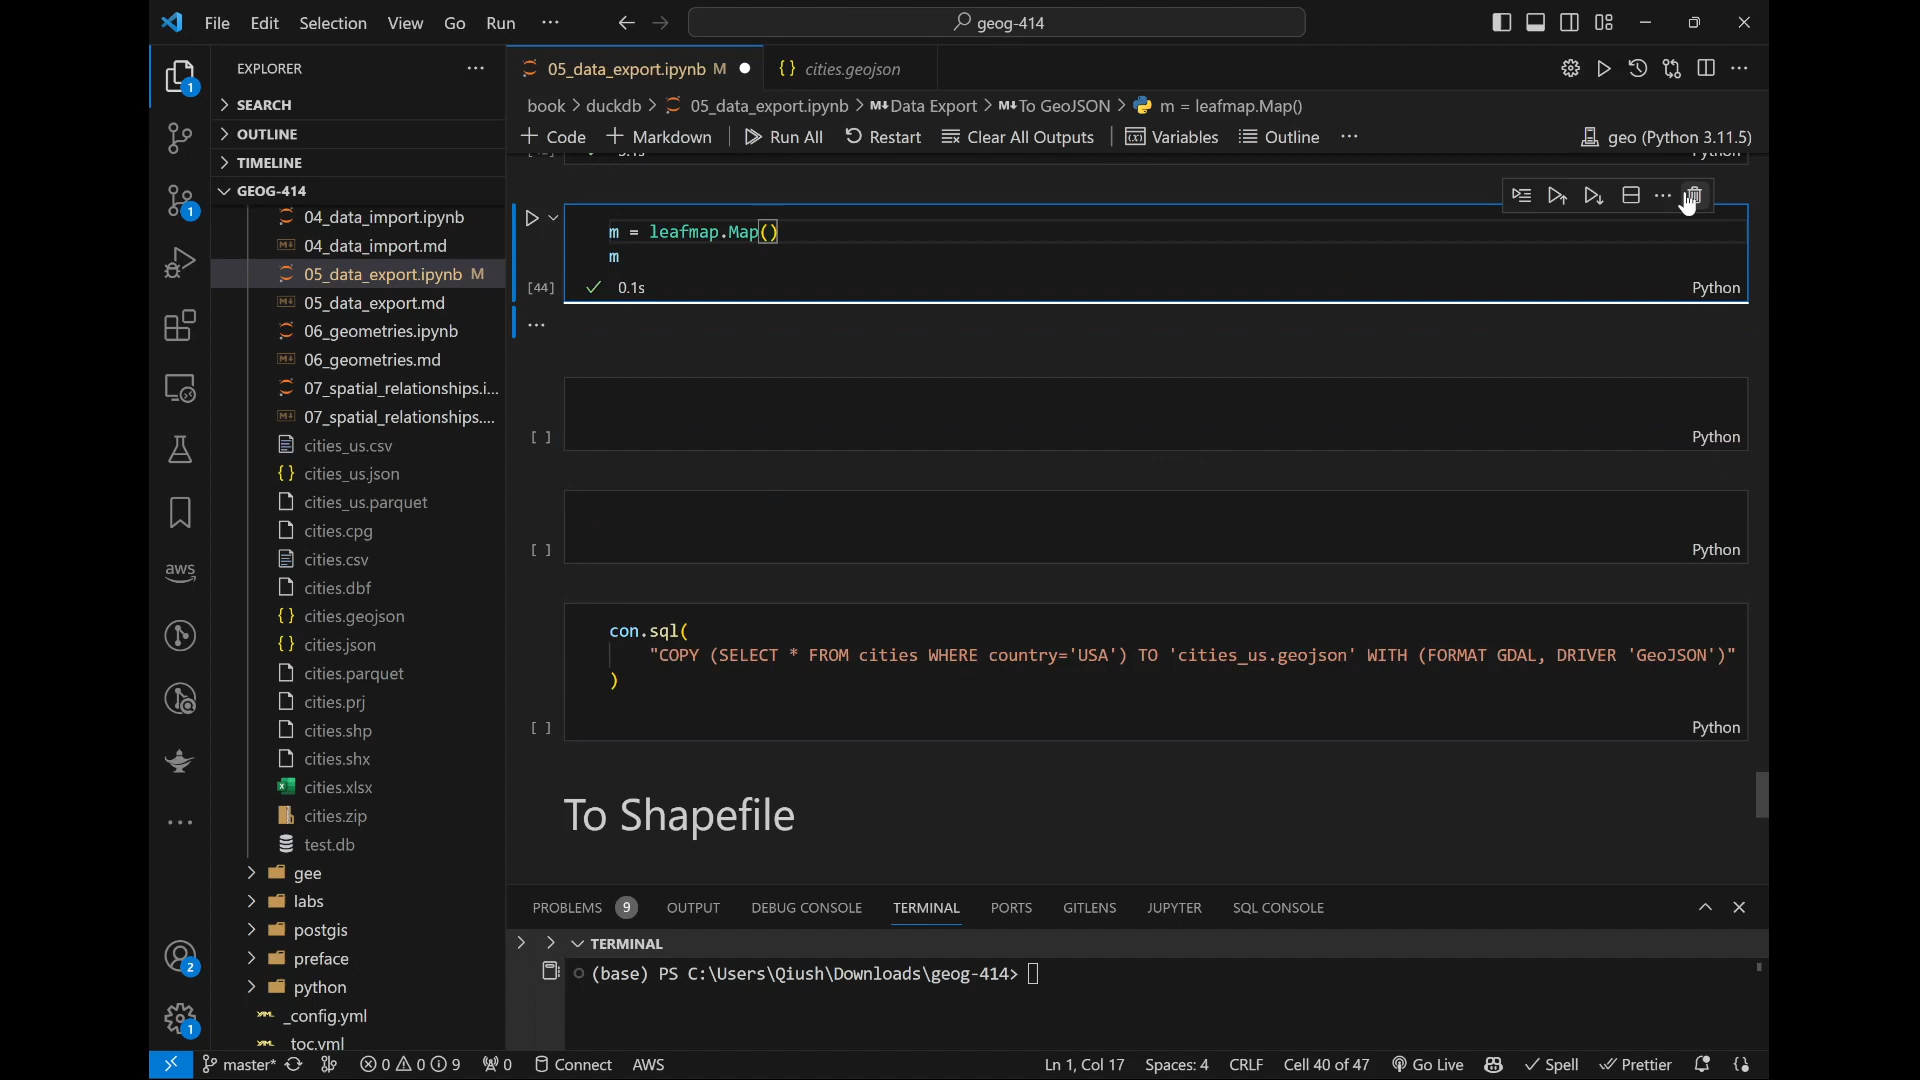 File Edit Selection View Go Run ··· geog-414
EXPLORER ···
SEARCH
OUTLINE
TIMELINE
GEOG-414
04_data_import.ipynb
04_data_import.md
05_data_export.ipynb M
05_data_export.md
06_geometries.ipynb
06_geometries.md
07_spatial_relationships.i...
07_spatial_relationships....
cities_us.csv
cities_us.json
cities_us.parquet
cities.cpg
cities.csv
cities.dbf
cities.geojson
cities.json
cities.parquet
cities.prj
cities.shp
cities.shx
cities.xlsx
cities.zip
test.db
gee
labs
postgis
preface
python
_config.yml
_toc.yml
aws
1
1
2
1
05_data_export.ipynb M cities.geojson
book > duckdb > 05_data_export.ipynb > M↓Data Export > M↓To GeoJSON > m = leafmap.Map()
+ Code + Markdown Run All Restart Clear All Outputs Variables Outline ··· geo (Python 3.11.5)
Python
m = leafmap.Map()
m
[44] 0.1s Python
···
[ ] Python
[ ] Python
con.sql(
"COPY (SELECT * FROM cities WHERE country='USA') TO 'cities_us.geojson' WITH (FORMAT GDAL, DRIVER 'GeoJSON')"
)
[ ] Python
To Shapefile
PROBLEMS 9 OUTPUT DEBUG CONSOLE TERMINAL PORTS GITLENS JUPYTER SQL CONSOLE
TERMINAL
(base) PS C:\Users\Qiush\Downloads\geog-414>
master* 0 0 9 0 Connect AWS Ln 1, Col 17 Spaces: 4 CRLF Cell 40 of 47 Go Live Spell Prettier